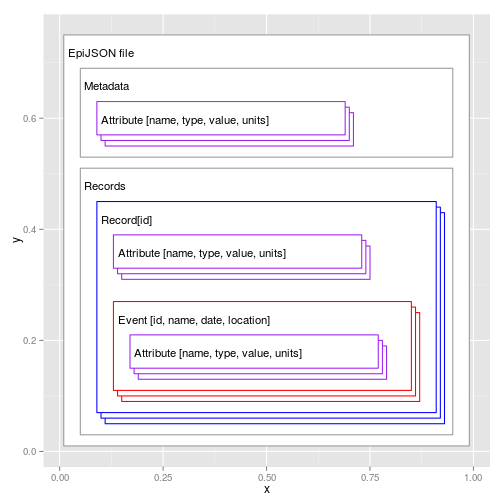 EpiJSON file
Metadata
Attribute [name, type, value, units]
Records
Record[id]
Attribute [name, type, value, units]
Event [id, name, date, location]
Attribute [name, type, value, units]
0.6
0.4
0.2
0.0
y
0.00 0.25 0.50 0.75 1.00
x